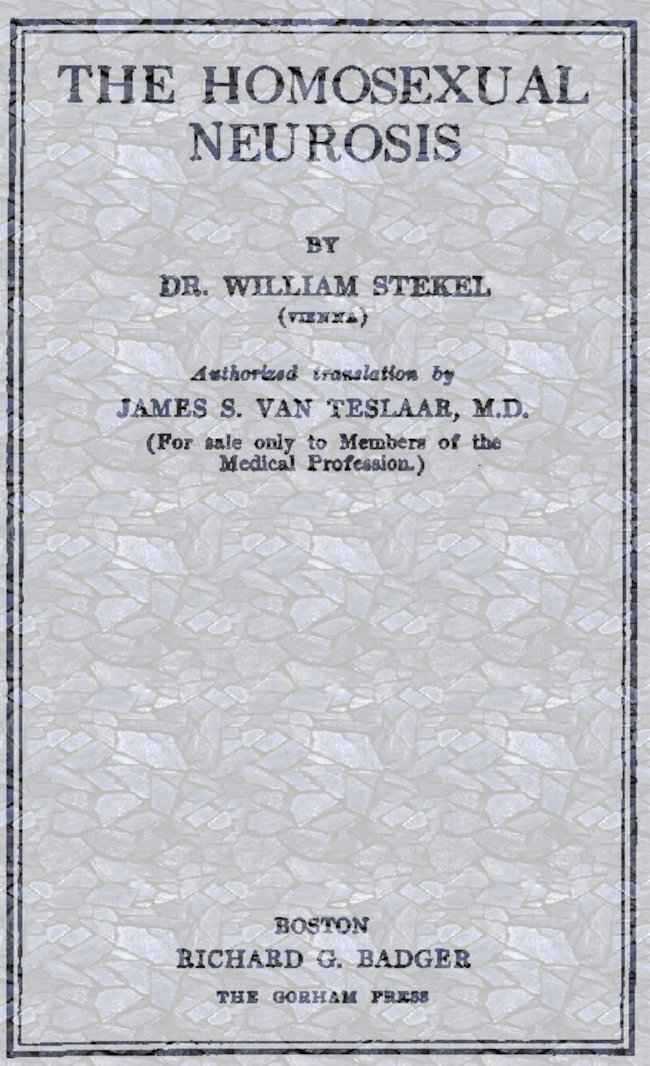 THE HOMOSEXUAL
NEUROSIS
BY
DR. WILLIAM STEKEL
(VIENNA)
Authorized translation by
JAMES S. VAN TESLAAR, M.D.
(For sale only to Members of the
Medical Profession.)
BOSTON
RICHARD G. BADGER
THE GORHAM PRESS